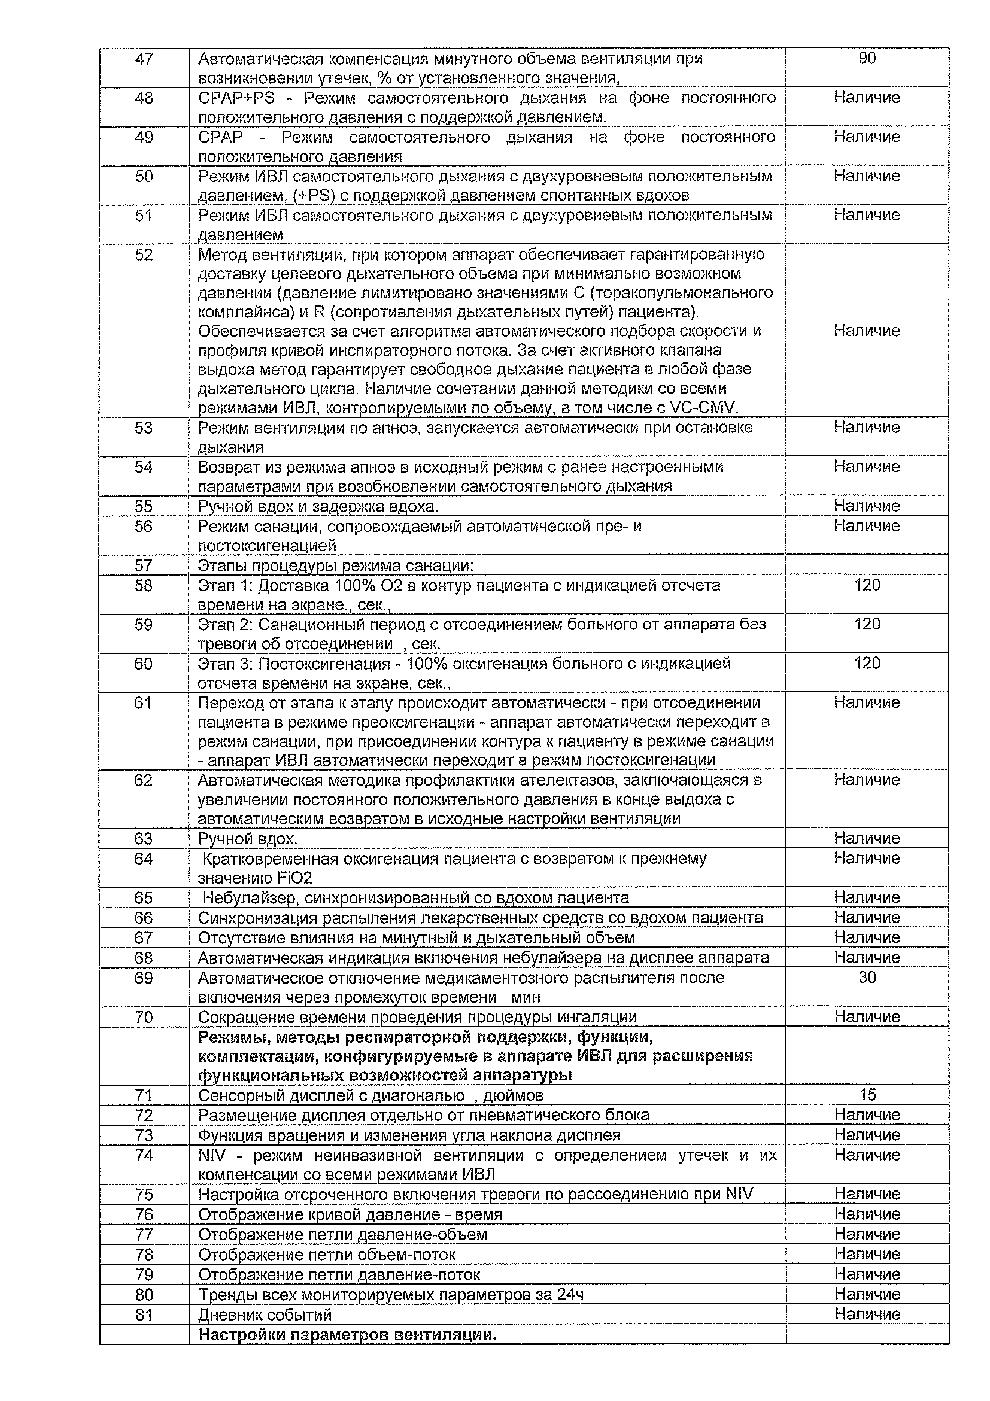 47 Автоматическая компенсация минутного объема вентиляции при 90
возникновении утечек, % от установленного значения,
48 CPAP+PS - Режим самостоятельного дыхания на фоне постоянного Наличие
положительного давления с поддержкой давлением.
49 CPAP - Режим самостоятельного дыхания на фоне постоянного Наличие
положительного давления
50 Режим ИВЛ самостоятельного дыхания с двухуровневым положительным Наличие
давлением, (+PS) с поддержкой давлением спонтанных вдохов
51 Режим ИВЛ самостоятельного дыхания с двухуровневым положительным Наличие
давлением
52 Метод вентиляции, при котором аппарат обеспечивает гарантированную
доставку целевого дыхательного объема при минимально возможном
давлении (давление лимитировано значениями С (торакопульмонального
комплайнса) и R (сопротивления дыхательных путей) пациента).
Обеспечивается за счет алгоритма автоматического подбора скорости и Наличие
профиля кривой инспираторного потока. За счет активного клапана
выдоха метод гарантирует свободное дыхание пациента в любой фазе
дыхательного цикла. Наличие сочетании данной методики со всеми
режимами ИВЛ, контролируемыми по объему, в том числе с VC-CMV.
53 Режим вентиляции по апноэ, запускается автоматически при остановке Наличие
дыхания
54 Возврат из режима апноэ в исходный режим с ранее настроенными Наличие
параметрами при возобновлении самостоятельного дыхания
55 Ручной вдох и задержка вдоха. Наличие
56 Режим санации, сопровождаемый автоматической пре- и Наличие
постоксигенацией
57 Этапы процедуры режима санации:
58 Этап 1: Доставка 100% О2 в контур пациента с индикацией отсчета 120
времени на экране., сек.,
59 Этап 2: Санационный период с отсоединением больного от аппарата без 120
тревоги об отсоединении , сек.
60 Этап 3: Постоксигенация - 100% оксигенация больного с индикацией 120
отсчета времени на экране, сек.,
61 Переход от этапа к этапу происходит автоматически - при отсоединении Наличие
пациента в режиме преоксигенации - аппарат автоматически переходит в
режим санации, при присоединении контура к пациенту в режиме санации
- аппарат ИВЛ автоматически переходит в режим постоксигенации
62 Автоматическая методика профилактики ателектазов, заключающаяся в Наличие
увеличении постоянного положительного давления в конце выдоха с
автоматическим возвратом в исходные настройки вентиляции
63 Ручной вдох. Наличие
64 Кратковременная оксигенация пациента с возвратом к прежнему Наличие
значению FiO2
65 Небулайзер, синхронизированный со вдохом пациента Наличие
66 Синхронизация распыления лекарственных средств со вдохом пациента Наличие
67 Отсутствие влияния на минутный и дыхательный объем Наличие
68 Автоматическая индикация включения небулайзера на дисплее аппарата Наличие
69 Автоматическое отключение медикаментозного распылителя после 30
включения через промежуток времени мин
70 Сокращение времени проведения процедуры ингаляции Наличие
Режимы, методы респираторной поддержки, функции,
комплектации, конфигурируемые в аппарате ИВЛ для расширения
функциональных возможностей аппаратуры
71 Сенсорный дисплей с диагональю , дюймов 15
72 Размещение дисплея отдельно от пневматического блока Наличие
73 Функция вращения и изменения угла наклона дисплея Наличие
74 NIV - режим неинвазивной вентиляции с определением утечек и их Наличие
компенсации со всеми режимами ИВЛ
75 Настройка отсроченного включения тревоги по рассоединению при NIV Наличие
76 Отображение кривой давление - время Наличие
77 Отображение петли давление-объем Наличие
78 Отображение петли объем-поток Наличие
79 Отображение петли давление-поток Наличие
80 Тренды всех мониторируемых параметров за 24ч Наличие
81 Дневник событий Наличие
Настройки параметров вентиляции.